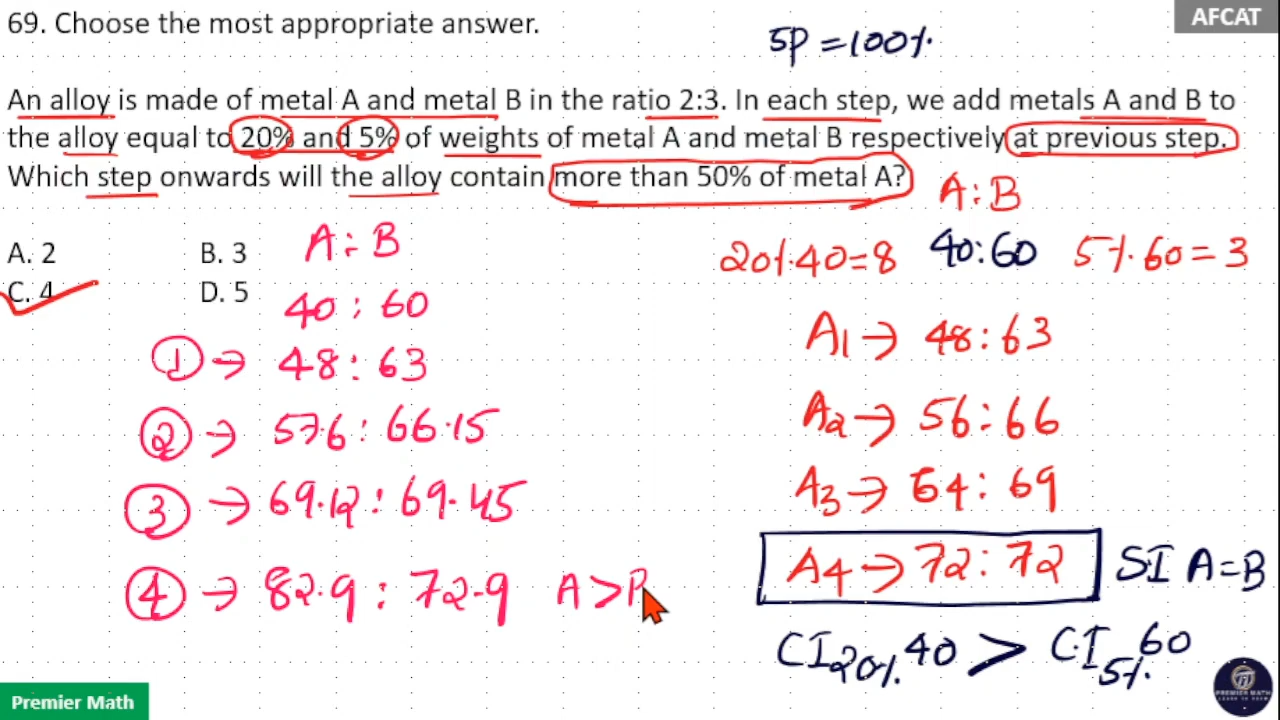 69. Choose the most appropriate answer.
AFCAT
5P = 100%
An alloy is made of metal A and metal B in the ratio 2:3. In each step, we add metals A and B to
the alloy equal to 20% and 5% of weights of metal A and metal B respectively at previous step.
Which step onwards will the alloy contain more than 50% of metal A?
A : B
A. 2
B. 3
A : B
20%.40=8
40:60
5%.60=3
C. 4
D. 5
40 : 60
A1 → 48:63
① → 48:63
A2 → 56:66
② → 57.6 : 66.15
A3 → 64 : 69
③ → 69.12 : 69.45
A4 → 72:72
SI A=B
④ → 82.9 : 72.9 A > B
CI20% 40 > C.I5% 60
Premier Math
PREMIER MATH